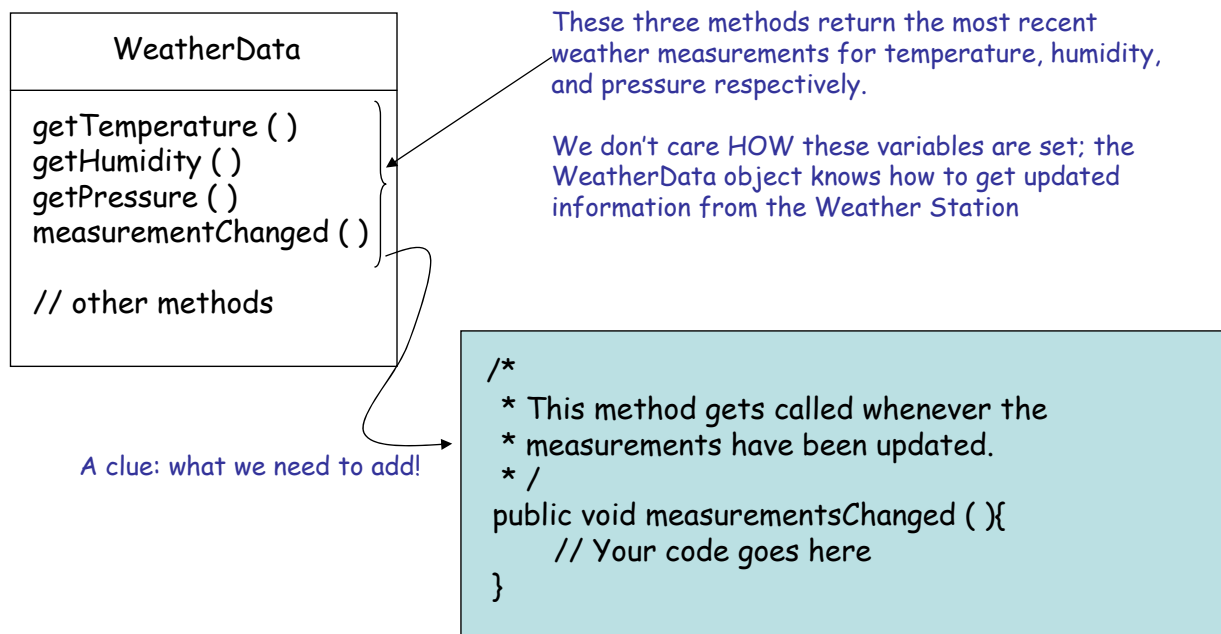 WeatherData
getTemperature ( )
getHumidity ( )
getPressure ( )
measurementChanged ( )
// other methods
These three methods return the most recent
weather measurements for temperature, humidity,
and pressure respectively.
We don't care HOW these variables are set; the
WeatherData object knows how to get updated
information from the Weather Station
A clue: what we need to add!
/*
* This method gets called whenever the
* measurements have been updated.
* /
public void measurementsChanged ( ){
// Your code goes here
}